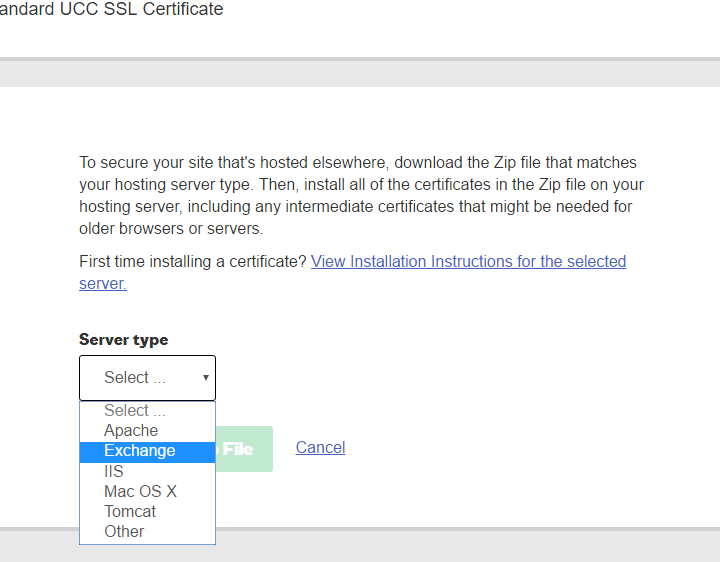 andard UCC SSL Certificate
To secure your site that's hosted elsewhere, download the Zip file that matches
your hosting server type. Then, install all of the certificates in the Zip file on your
hosting server, including any intermediate certificates that might be needed for
older browsers or servers.
First time installing a certificate? View Installation Instructions for the selected
server.
Server type
Select ...
Select ...
Apache
Exchange
File
Cancel
IIS
Mac OS X
Tomcat
Other